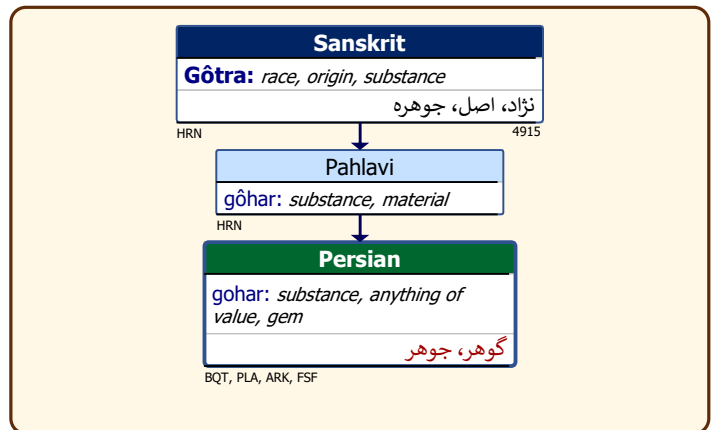 Sanskrit
Gôtra: race, origin, substance
نژاد، اصل، جوهره
HRN 4915
Pahlavi
gôhar: substance, material
HRN
Persian
gohar: substance, anything of
value, gem
گوهر، جوهر
BQT, PLA, ARK, FSF